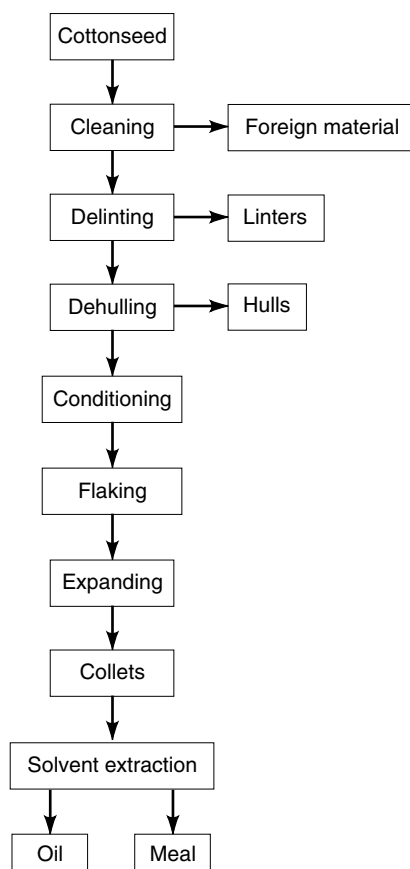 Cottonseed
Cleaning
Foreign material
Delinting
Linters
Dehulling
Hulls
Conditioning
Flaking
Expanding
Collets
Solvent extraction
Oil
Meal